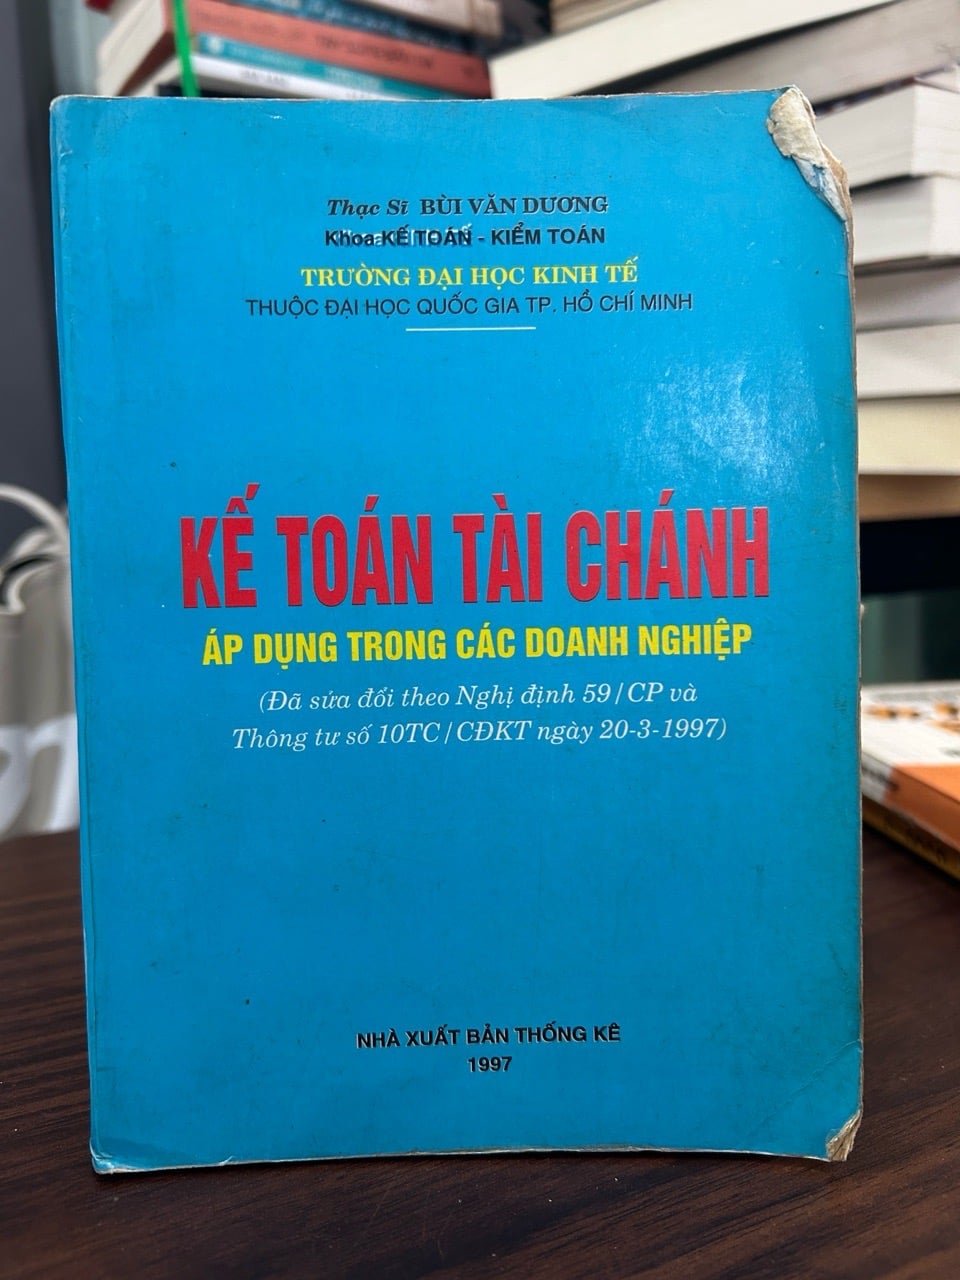 Thạc Sĩ BÙI VĂN DƯƠNG
Khoa KẾ TOÁN - KIỂM TOÁN
TRƯỜNG ĐẠI HỌC KINH TẾ
THUỘC ĐẠI HỌC QUỐC GIA TP. HỒ CHÍ MINH
KẾ TOÁN TÀI CHÁNH
ÁP DỤNG TRONG CÁC DOANH NGHIỆP
(Đã sửa đổi theo Nghị định 59/CP và
Thông tư số 10TC/CĐKT ngày 20-3-1997)
NHÀ XUẤT BẢN THỐNG KÊ
1997